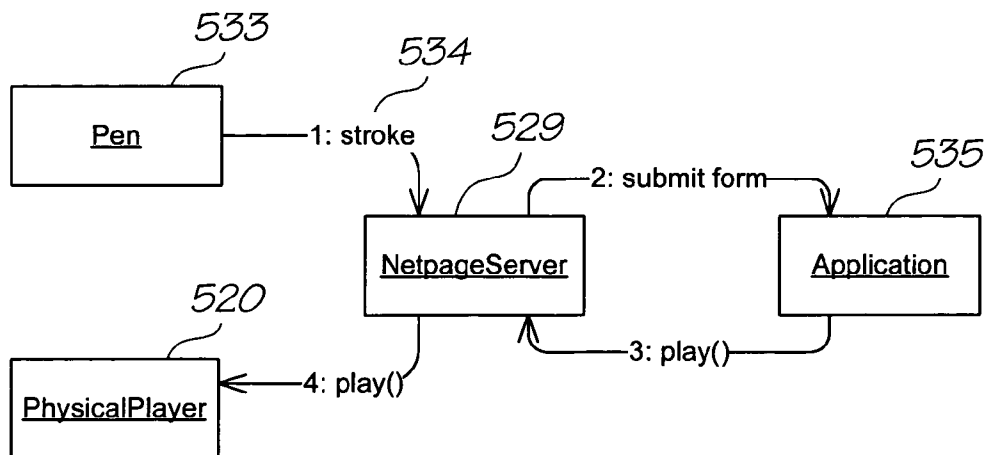 533
534
Pen
1: stroke
529
535
2: submit form
NetpageServer
Application
520
3: play()
4: play()
PhysicalPlayer